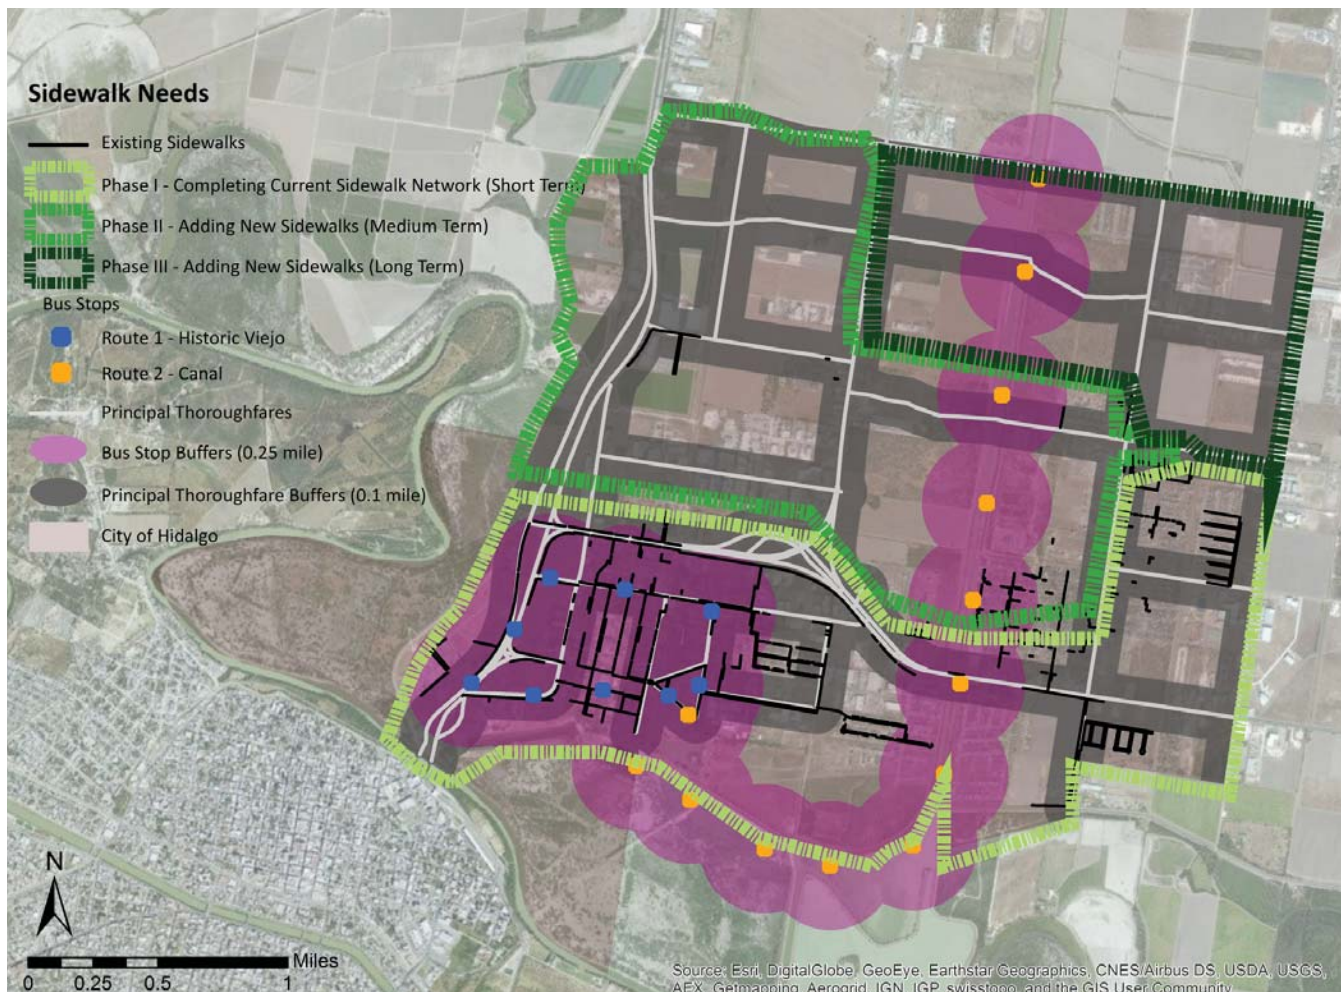 Sidewalk Needs
Existing Sidewalks
Phase I - Completing Current Sidewalk Network (Short Term)
Phase II - Adding New Sidewalks (Medium Term)
Phase III - Adding New Sidewalks (Long Term)
Bus Stops
Route 1 - Historic Viejo
Route 2 - Canal
Principal Thoroughfares
Bus Stop Buffers (0.25 mile)
Principal Thoroughfare Buffers (0.1 mile)
City of Hidalgo
N
Miles
0 0.25 0.5 1
Source: Esri, DigitalGlobe, GeoEye, Earthstar Geographics, CNES/Airbus DS, USDA, USGS,
AEX, Getmapping, Aerogrid, IGN, IGP, swisstopo, and the GIS User Community